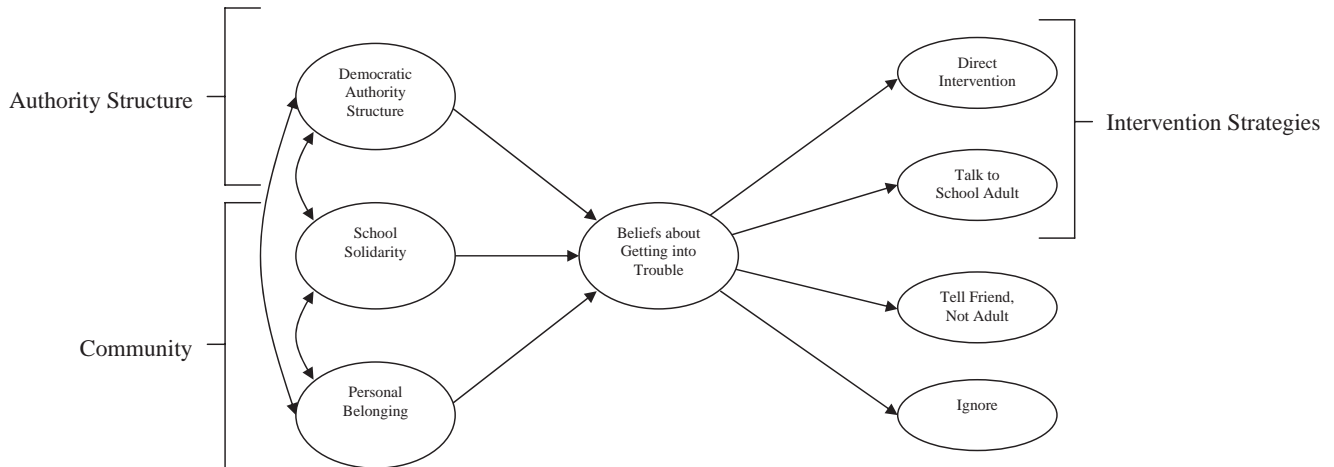 Authority Structure
Democratic
Authority
Structure
School
Solidarity
Community
Personal
Belonging
Beliefs about
Getting into
Trouble
Direct
Intervention
Talk to
School Adult
Intervention Strategies
Tell Friend,
Not Adult
Ignore